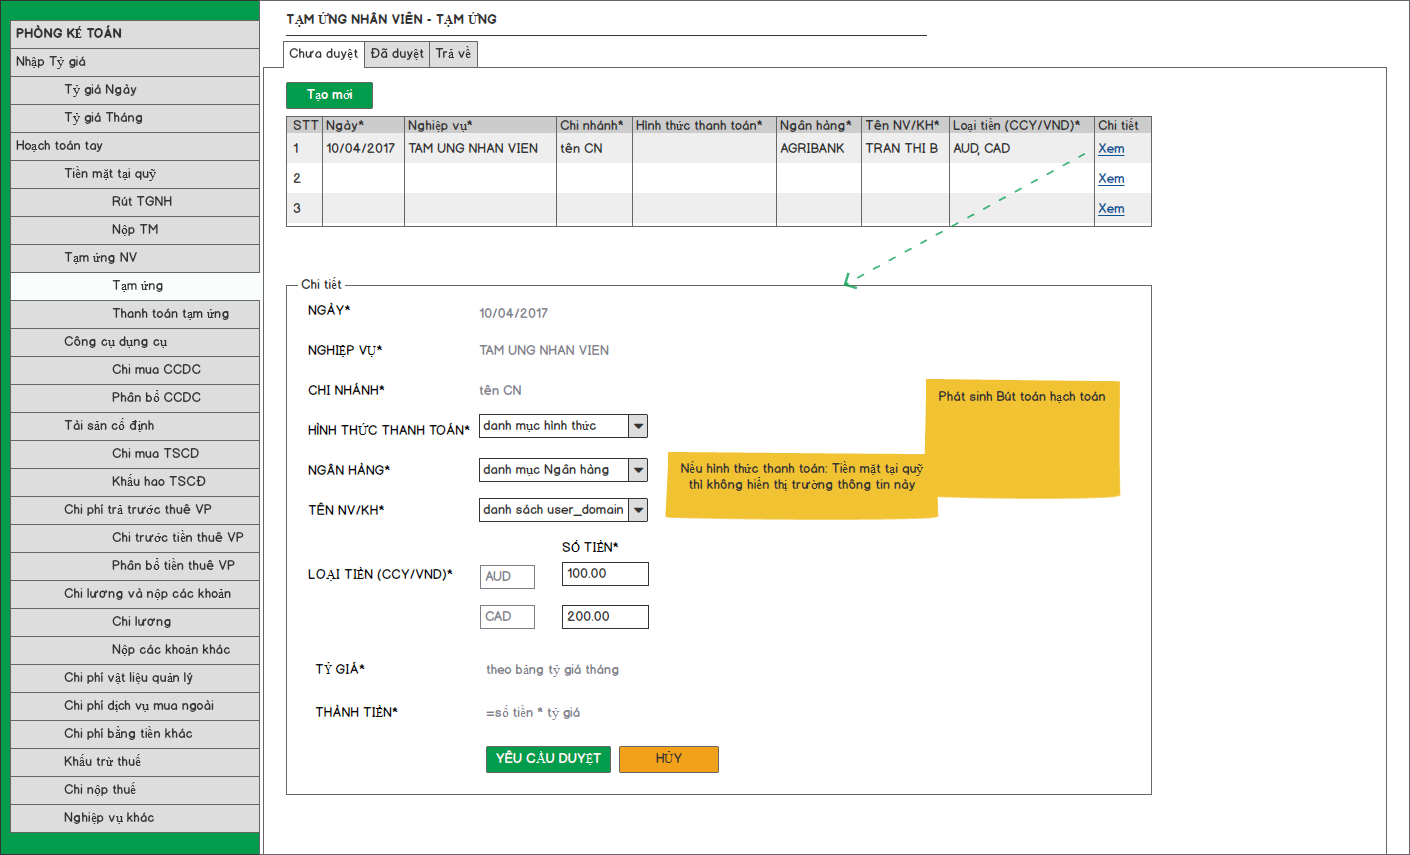 PHÒNG KẾ TOÁN
Nhập Tỷ giá
Tỷ giá Ngày
Tỷ giá Tháng
Hoạch toán tay
Tiền mặt tại quỹ
Rút TGNH
Nộp TM
Tạm ứng NV
Tạm ứng
Thanh toán tạm ứng
Công cụ dụng cụ
Chi mua CCDC
Phân bổ CCDC
Tài sản cố định
Chi mua TSCD
Khấu hao TSCĐ
Chi phí trả trước thuê VP
Chi trước tiền thuê VP
Phân bổ tiền thuê VP
Chi lương và nộp các khoản
Chi lương
Nộp các khoản khác
Chi phí vật liệu quản lý
Chi phí dịch vụ mua ngoài
Chi phí bằng tiền khác
Khấu trừ thuế
Chi nộp thuế
Nghiệp vụ khác
TẠM ỨNG NHÂN VIÊN - TẠM ỨNG
Chưa duyệt Đã duyệt Trả về
Tạo mới
STT Ngày* Nghiệp vụ* Chi nhánh* Hình thức thanh toán* Ngân hàng* Tên NV/KH* Loại tiền (CCY/VND)* Chi tiết
1 10/04/2017 TAM UNG NHAN VIEN tên CN AGRIBANK TRAN THI B AUD, CAD Xem
2 Xem
3 Xem
Chi tiết
NGÀY* 10/04/2017
NGHIỆP VỤ* TAM UNG NHAN VIEN
CHI NHÁNH* tên CN
HÌNH THỨC THANH TOÁN* danh mục hình thức
NGÂN HÀNG* danh mục Ngân hàng
TÊN NV/KH* danh sách user_domain
SỐ TIỀN*
LOẠI TIỀN (CCY/VND)* AUD 100.00
CAD 200.00
TỶ GIÁ* theo bảng tỷ giá tháng
THÀNH TIỀN* =số tiền * tỷ giá
YÊU CẦU DUYỆT HỦY
Nếu hình thức thanh toán: Tiền mặt tại quỹ
thì không hiển thị trường thông tin này
Phát sinh Bút toán hạch toán